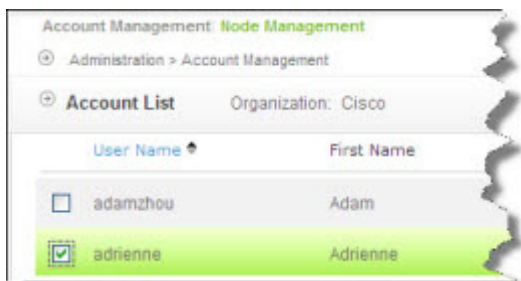 Account Management: Node Management
Administration > Account Management
Account List Organization: Cisco
User Name First Name
adamzhou Adam
adrienne Adrienne